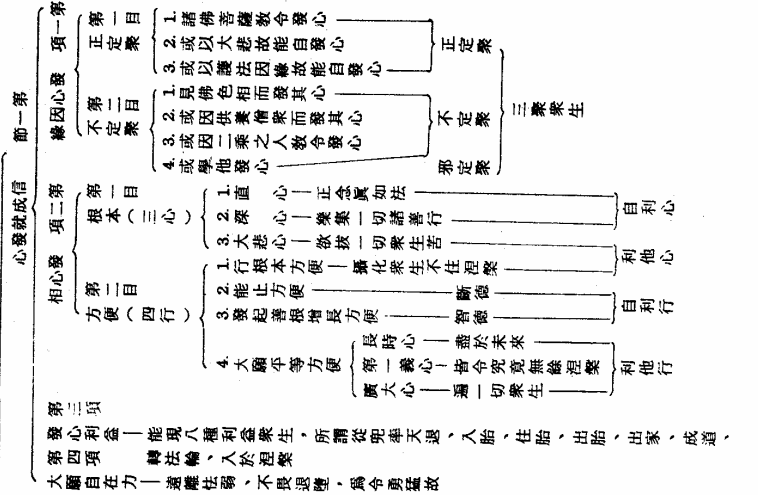 第一節
信成就發心
第一項
發心因緣
第一目
正定聚
1. 諸佛菩薩教令發心
2. 或以大悲故能自發心
3. 或以護法因緣故能自發心
正定聚
第二目
不定聚
1. 見佛色相而發其心
2. 或因供養僧衆而發其心
3. 或因二乘之人教令發心
4. 或學他發心
不定聚
邪定聚
三聚衆生
第二項
發心相
第一目
根本（三心）
1. 直心—正念眞如法
2. 深心—樂集一切諸善行
自利心
3. 大悲心—欲拔一切衆生苦
利他心
第二目
方便（四行）
1. 行根本方便—攝化衆生不住涅槃
2. 能止方便—斷德
3. 發起善根增長方便—智德
自利行
4. 大願平等方便
長時心—盡於未來
第一義心—皆令究竟無餘涅槃
廣大心—遍一切衆生
利他行
第三項
發心利益—能現八種利益衆生，所謂從兜率天退、入胎、住胎、出胎、出家、成道、
轉法輪、入於涅槃
第四項
大願自在力—遠離怯弱、不畏退墮，爲令勇猛故